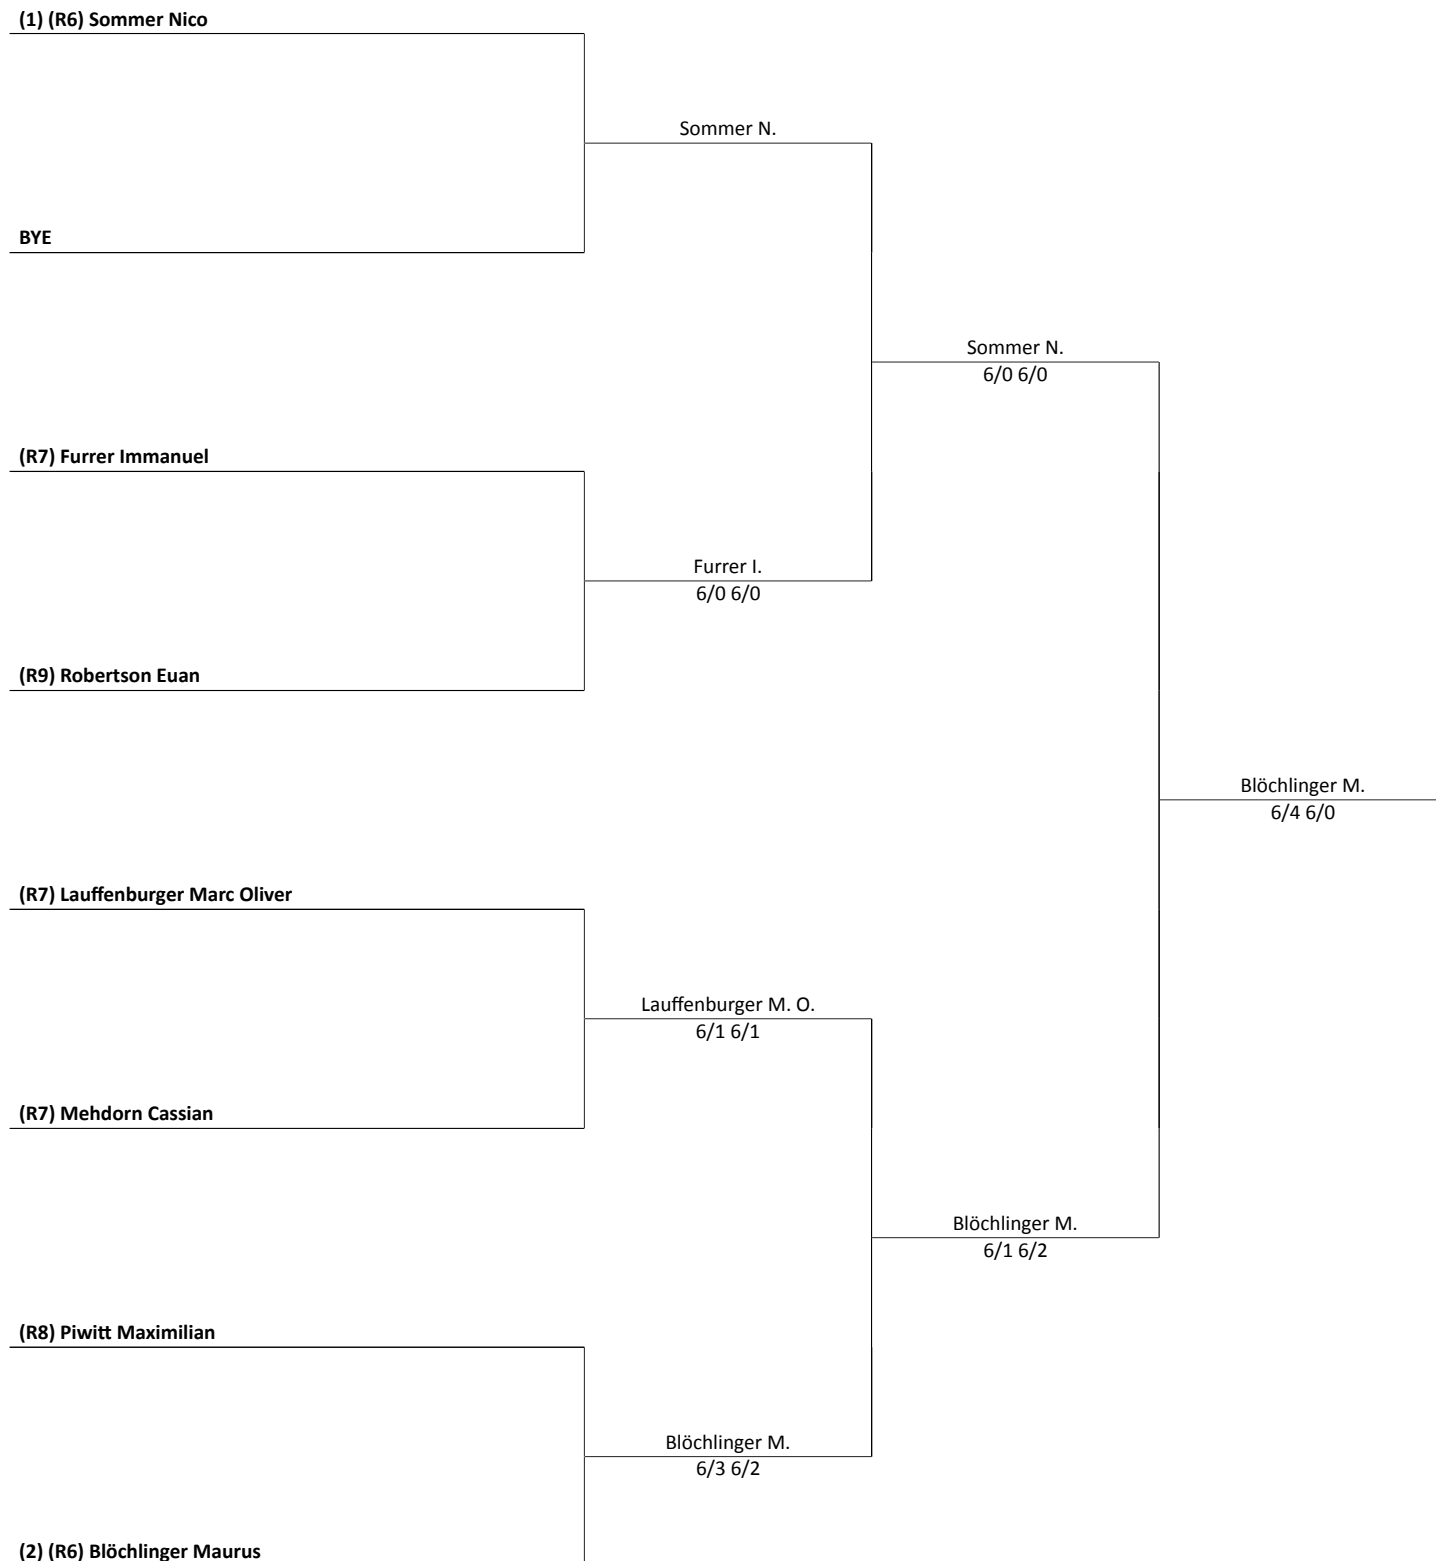 (1) (R6) Sommer Nico
Sommer N.
BYE
Sommer N.
6/0 6/0
(R7) Furrer Immanuel
Furrer I.
6/0 6/0
(R9) Robertson Euan
Blöchlinger M.
6/4 6/0
(R7) Lauffenburger Marc Oliver
Lauffenburger M. O.
6/1 6/1
(R7) Mehdorn Cassian
Blöchlinger M.
6/1 6/2
(R8) Piwitt Maximilian
Blöchlinger M.
6/3 6/2
(2) (R6) Blöchlinger Maurus